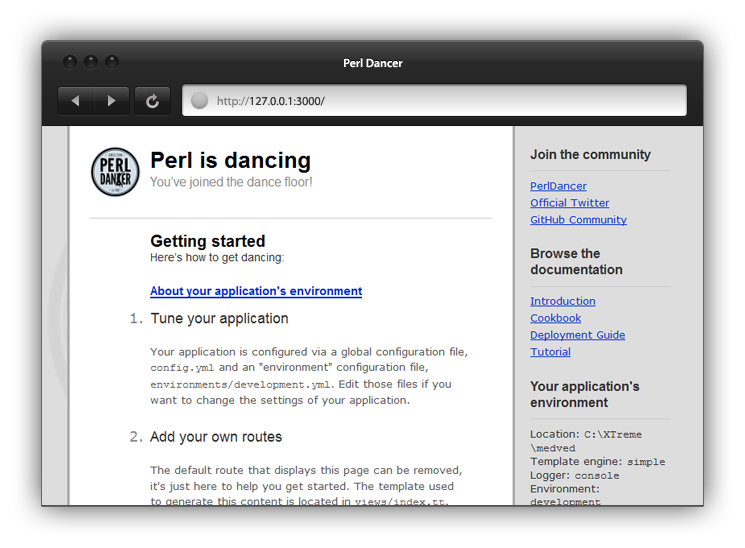 Perl Dancer
http://127.0.0.1:3000/
PERL
DANCER
Perl is dancing
You've joined the dance floor!
Getting started
Here's how to get dancing:
About your application's environment
1. Tune your application
Your application is configured via a global configuration file,
config.yml and an "environment" configuration file,
environments/development.yml. Edit those files if you
want to change the settings of your application.
2. Add your own routes
The default route that displays this page can be removed,
it's just here to help you get started. The template used
to generate this content is located in views/index.tt.
Join the community
PerlDancer
Official Twitter
GitHub Community
Browse the
documentation
Introduction
Cookbook
Deployment Guide
Tutorial
Your application's
environment
Location: C:\XTreme
\medved
Template engine: simple
Logger: console
Environment:
development